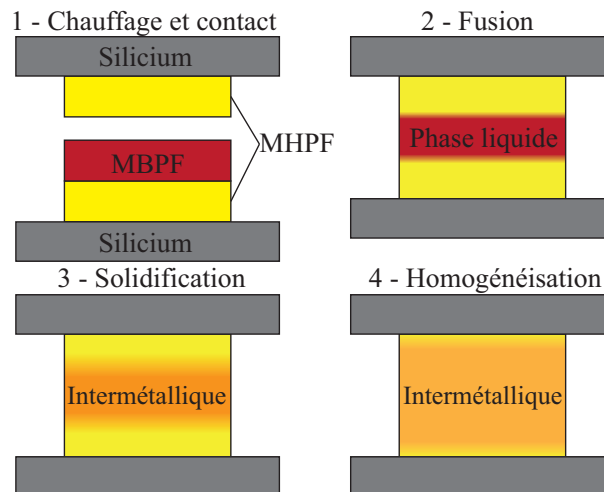 1 - Chauffage et contact
Silicium
MHPF
MBPF
Silicium
2 - Fusion
Phase liquide
3 - Solidification
Intermétallique
4 - Homogénéisation
Intermétallique